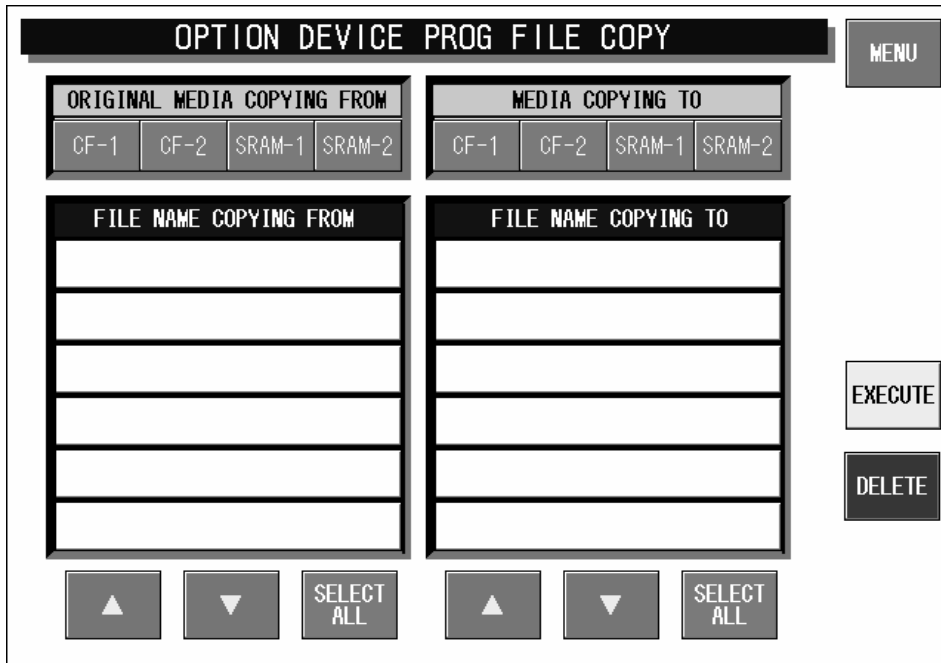 OPTION DEVICE PROG FILE COPY
MENU
ORIGINAL MEDIA COPYING FROM
CF-1 CF-2 SRAM-1 SRAM-2
MEDIA COPYING TO
CF-1 CF-2 SRAM-1 SRAM-2
FILE NAME COPYING FROM
FILE NAME COPYING TO
EXECUTE
DELETE
▲ ▼ SELECT
ALL
▲ ▼ SELECT
ALL